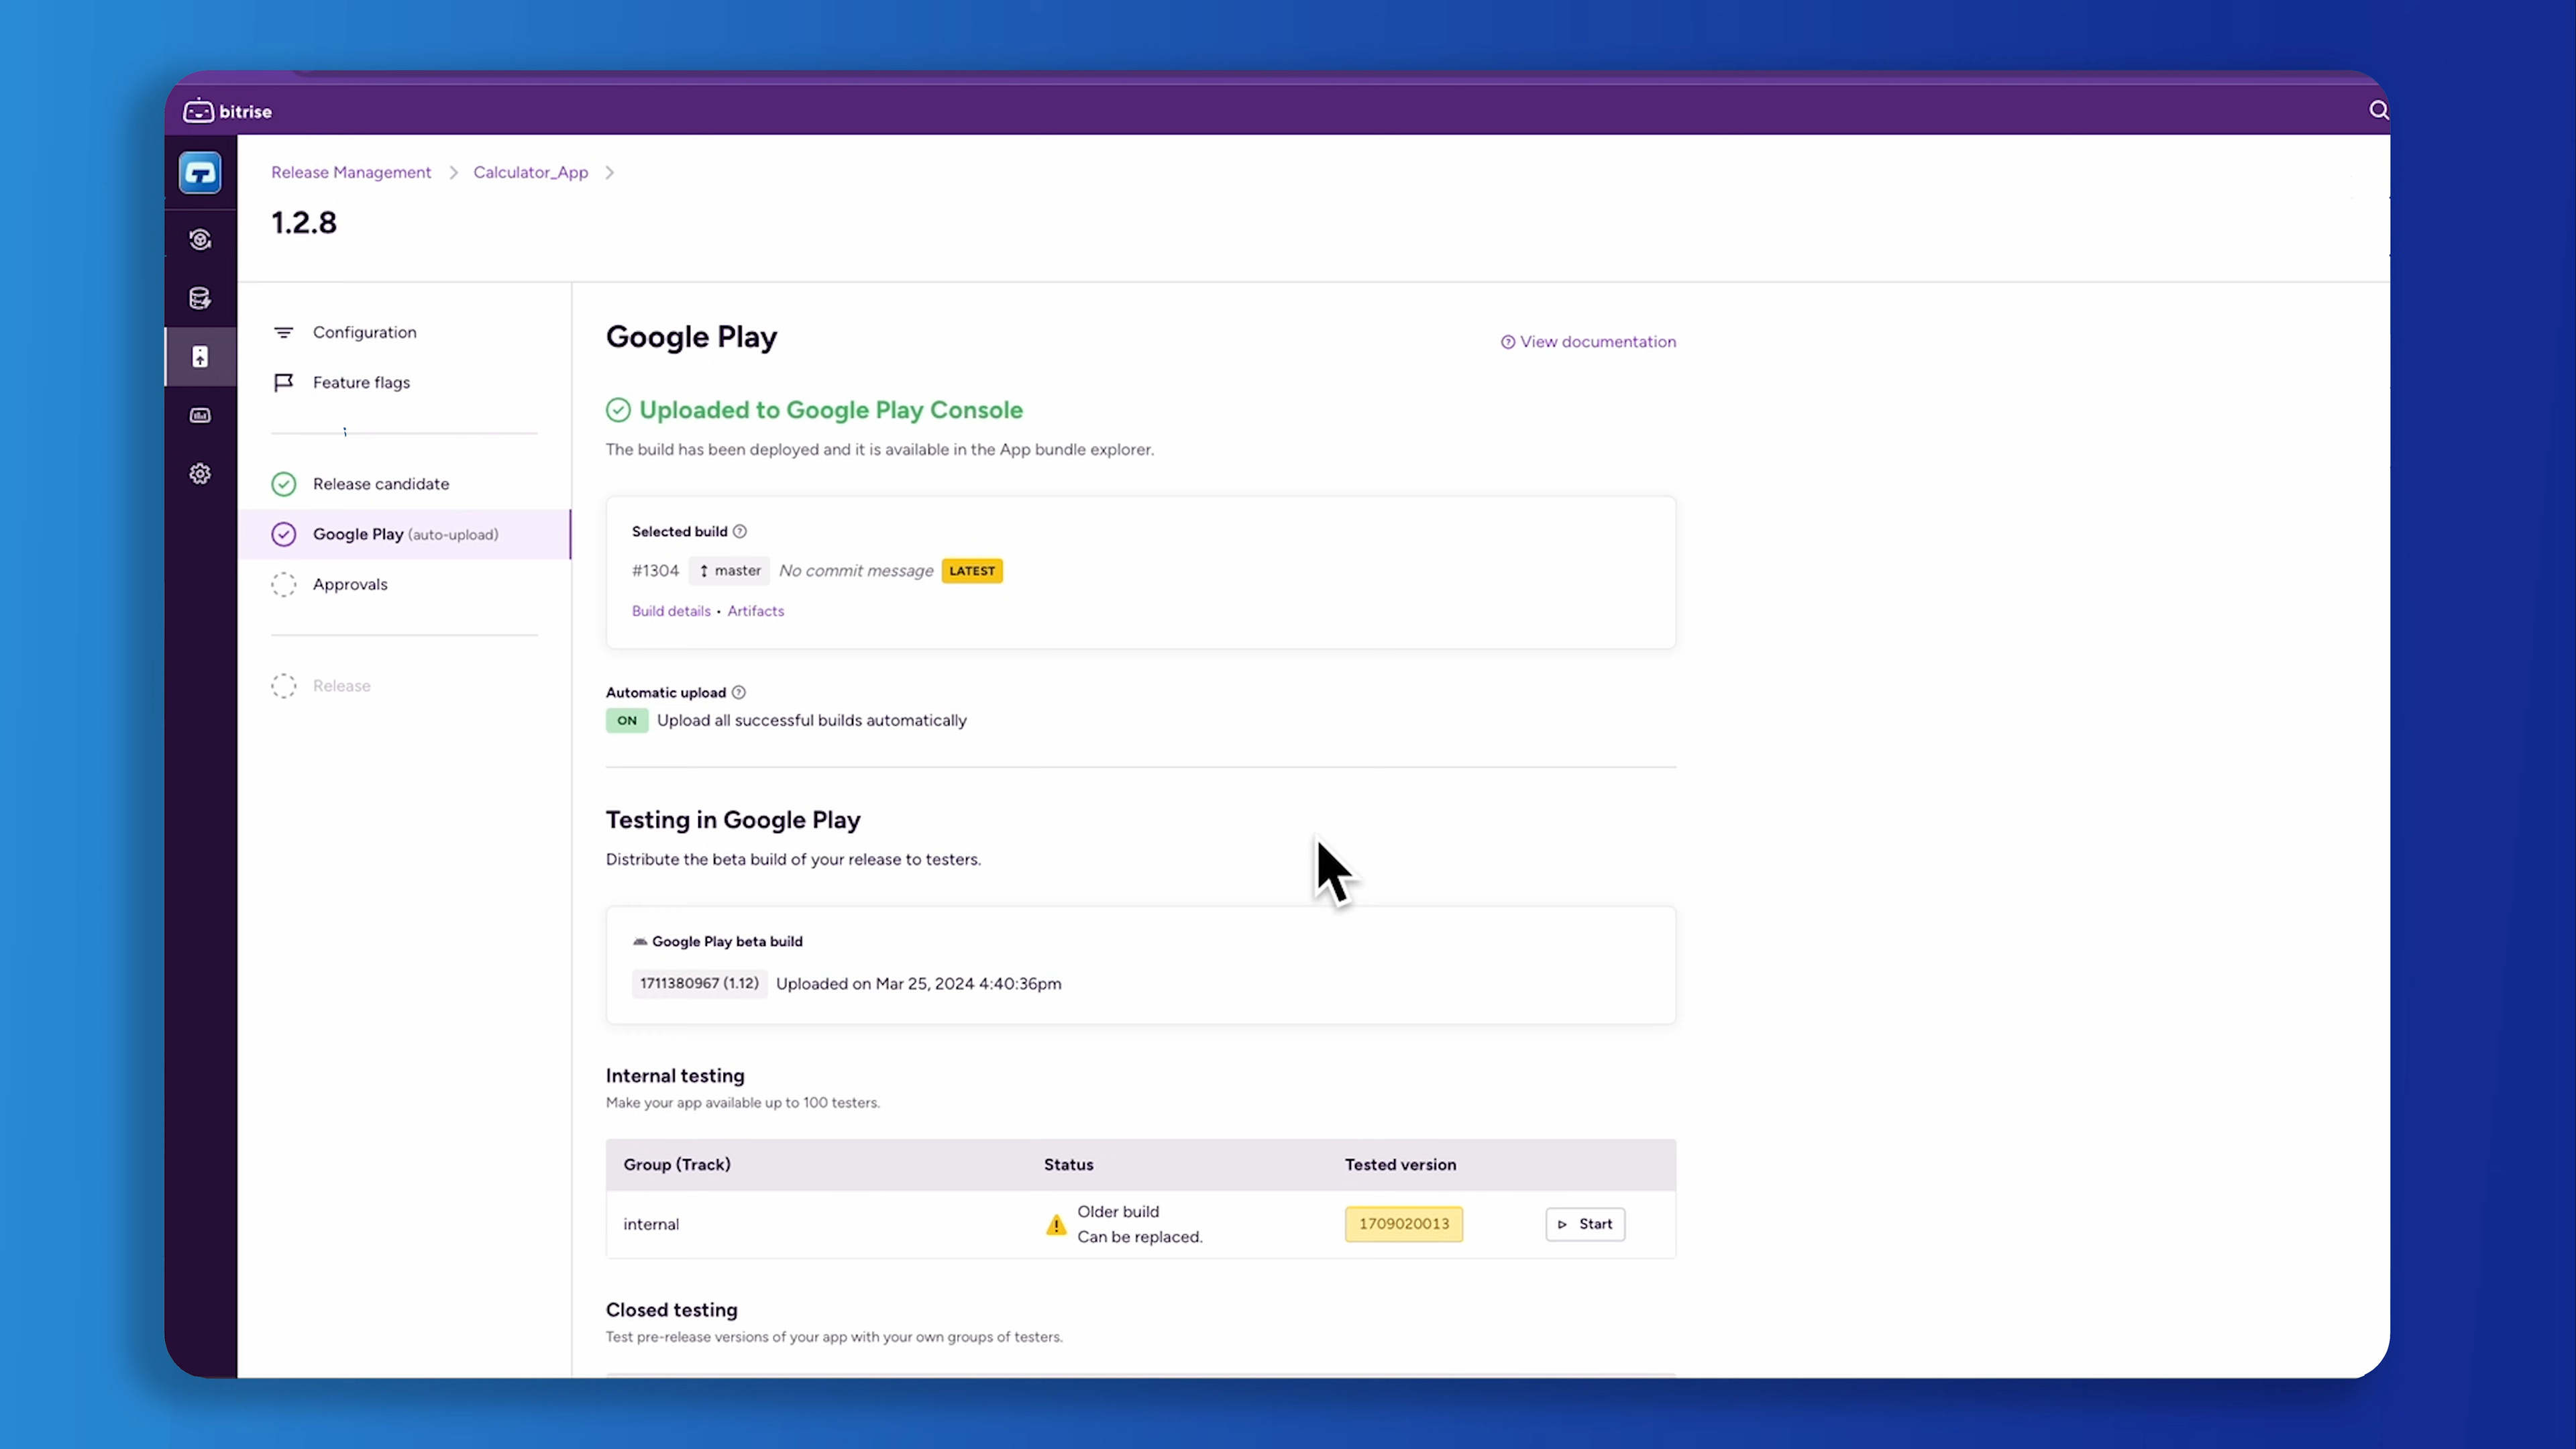 bitrise
Release Management
Calculator_App
1.2.8
Configuration
Feature flags
Release candidate
Google Play (auto-upload)
Approvals
Release
Google Play
View documentation
Uploaded to Google Play Console
The build has been deployed and it is available in the App bundle explorer.
Selected build
#1304 master No commit message LATEST
Build details • Artifacts
Automatic upload
ON Upload all successful builds automatically
Testing in Google Play
Distribute the beta build of your release to testers.
Google Play beta build
1711380967 (1.12) Uploaded on Mar 25, 2024 4:40:36pm
Internal testing
Make your app available up to 100 testers.
Group (Track) Status Tested version
internal
Older build
Can be replaced.
1709020013
Start
Closed testing
Test pre-release versions of your app with your own groups of testers.